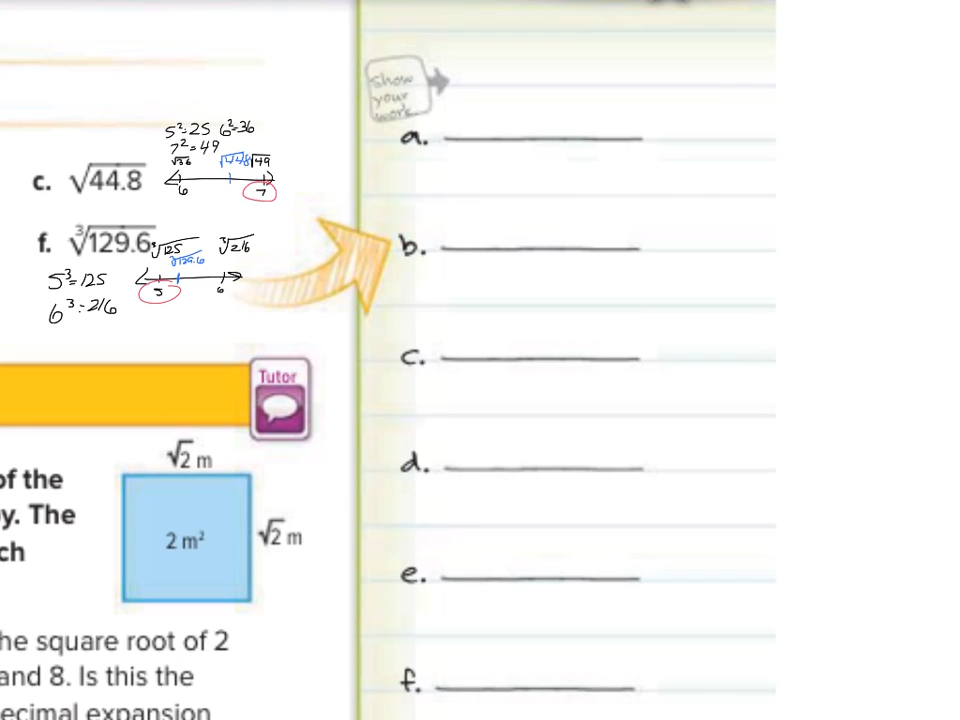 Show
your
work
a.
5²=25 6²=36
7²=49
√36 √44.8 √49
c. √44.8
6 7
b.
f. ∛129.6
∛125 ∛216
∛129.6
5³=125
5 6
6³=216
c.
Tutor
√2 m
d.
of the
y. The
√2 m
2 m²
ch
e.
he square root of 2
and 8. Is this the
f.
ecimal expansion